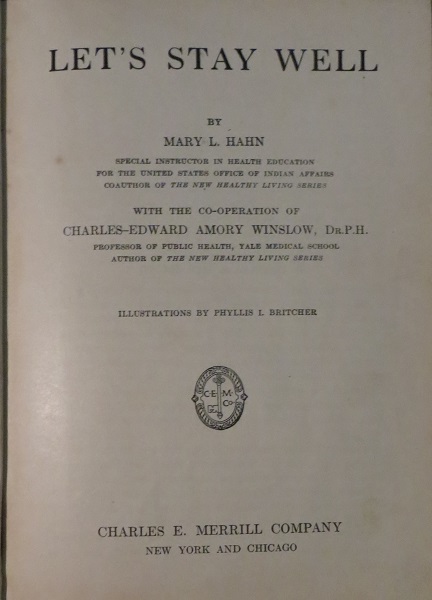 LET'S STAY WELL
BY
MARY L. HAHN
SPECIAL INSTRUCTOR IN HEALTH EDUCATION
FOR THE UNITED STATES OFFICE OF INDIAN AFFAIRS
COAUTHOR OF THE NEW HEALTHY LIVING SERIES
WITH THE CO-OPERATION OF
CHARLES-EDWARD AMORY WINSLOW, DR.P.H.
PROFESSOR OF PUBLIC HEALTH, YALE MEDICAL SCHOOL
AUTHOR OF THE NEW HEALTHY LIVING SERIES
ILLUSTRATIONS BY PHYLLIS I. BRITCHER
C·E M·
Co
CHARLES E. MERRILL COMPANY
NEW YORK AND CHICAGO